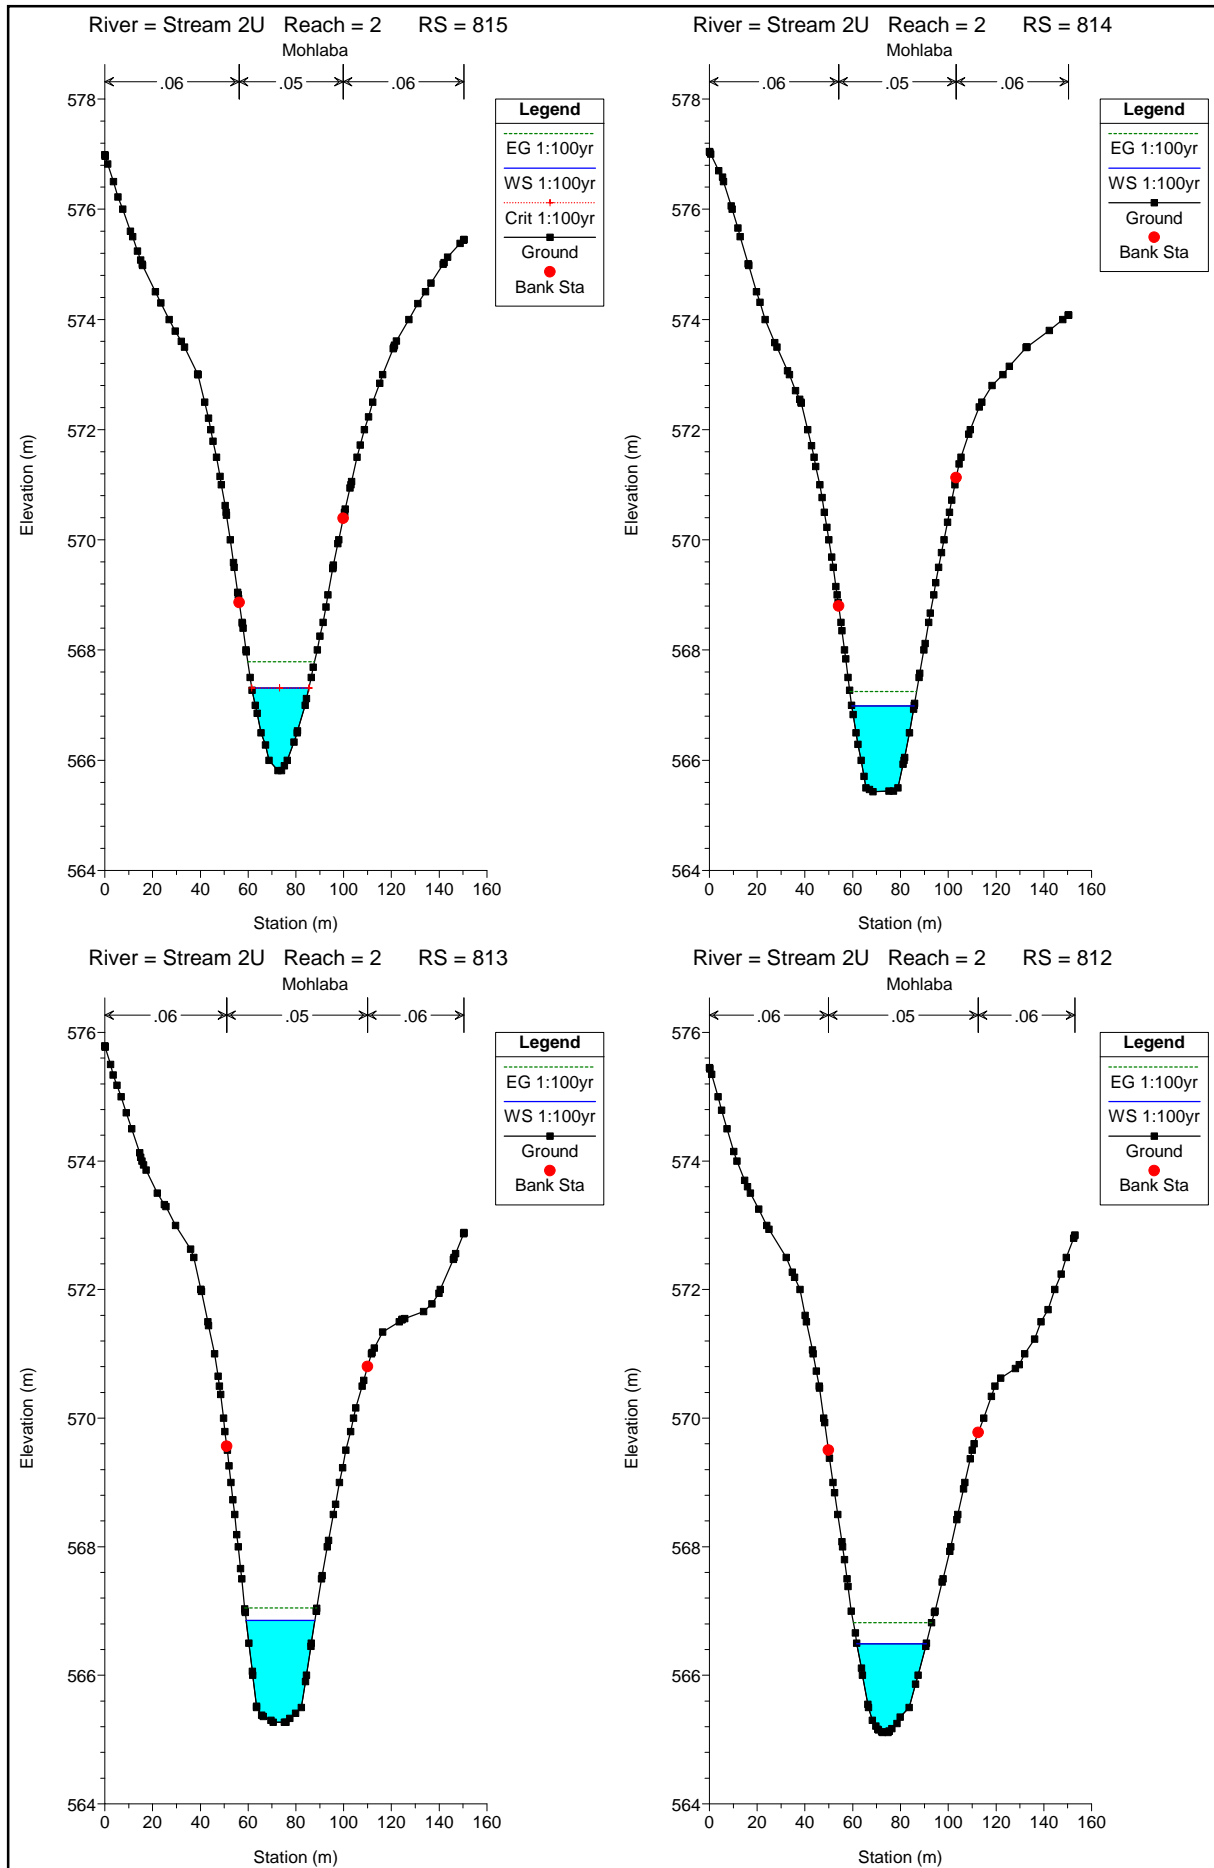 River = Stream 2U   Reach = 2      RS = 815
Mohlaba
.06
.05
.06
578
576
574
572
570
568
566
564
0
20
40
60
80
100
120
140
160
Station (m)
Elevation (m)
Legend
EG 1:100yr
WS 1:100yr
Crit 1:100yr
Ground
Bank Sta
River = Stream 2U   Reach = 2      RS = 814
Mohlaba
.06
.05
.06
578
576
574
572
570
568
566
564
0
20
40
60
80
100
120
140
160
Station (m)
Elevation (m)
Legend
EG 1:100yr
WS 1:100yr
Ground
Bank Sta
River = Stream 2U   Reach = 2      RS = 813
Mohlaba
.06
.05
.06
576
574
572
570
568
566
564
0
20
40
60
80
100
120
140
160
Station (m)
Elevation (m)
Legend
EG 1:100yr
WS 1:100yr
Ground
Bank Sta
River = Stream 2U   Reach = 2      RS = 812
Mohlaba
.06
.05
.06
576
574
572
570
568
566
564
0
20
40
60
80
100
120
140
160
Station (m)
Elevation (m)
Legend
EG 1:100yr
WS 1:100yr
Ground
Bank Sta